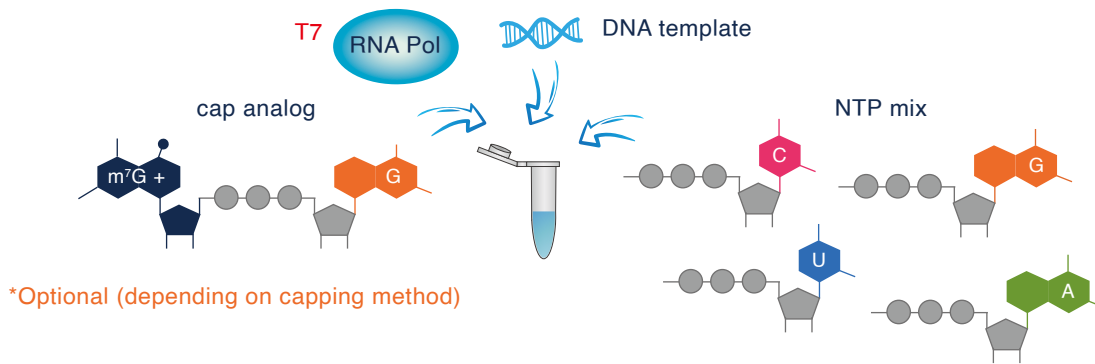 T7
RNA Pol
DNA template
cap analog
NTP mix
m⁷G +
G
C
G
U
A
*Optional (depending on capping method)